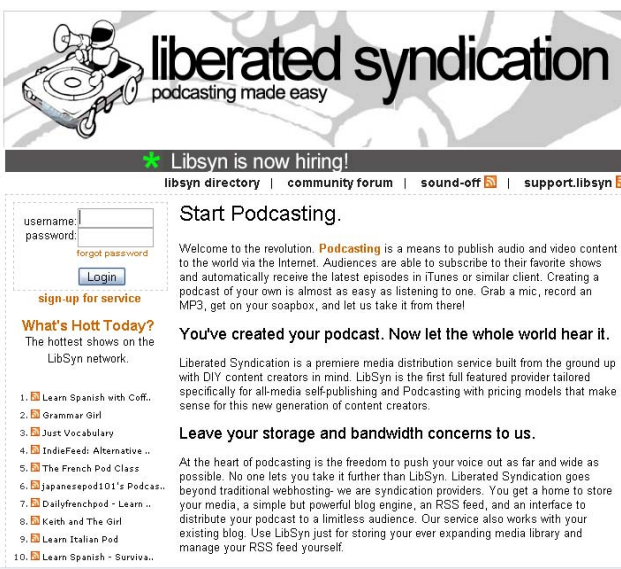 liberated syndication
podcasting made easy
* Libsyn is now hiring!
libsyn directory | community forum | sound-off | support.libsyn
username:
password:
forgot password
Login
sign-up for service
What's Hott Today?
The hottest shows on the
LibSyn network.
1. Learn Spanish with Coff..
2. Grammar Girl
3. Just Vocabulary
4. IndieFeed: Alternative ..
5. The French Pod Class
6. japanesepod101's Podcas..
7. Dailyfrenchpod - Learn ..
8. Keith and The Girl
9. Learn Italian Pod
10. Learn Spanish - Surviva..
Start Podcasting.
Welcome to the revolution. Podcasting is a means to publish audio and video content
to the world via the Internet. Audiences are able to subscribe to their favorite shows
and automatically receive the latest episodes in iTunes or similar client. Creating a
podcast of your own is almost as easy as listening to one. Grab a mic, record an
MP3, get on your soapbox, and let us take it from there!
You've created your podcast. Now let the whole world hear it.
Liberated Syndication is a premiere media distribution service built from the ground up
with DIY content creators in mind. LibSyn is the first full featured provider tailored
specifically for all-media self-publishing and Podcasting with pricing models that make
sense for this new generation of content creators.
Leave your storage and bandwidth concerns to us.
At the heart of podcasting is the freedom to push your voice out as far and wide as
possible. No one lets you take it further than LibSyn. Liberated Syndication goes
beyond traditional webhosting- we are syndication providers. You get a home to store
your media, a simple but powerful blog engine, an RSS feed, and an interface to
distribute your podcast to a limitless audience. Our service also works with your
existing blog. Use LibSyn just for storing your ever expanding media library and
manage your RSS feed yourself.